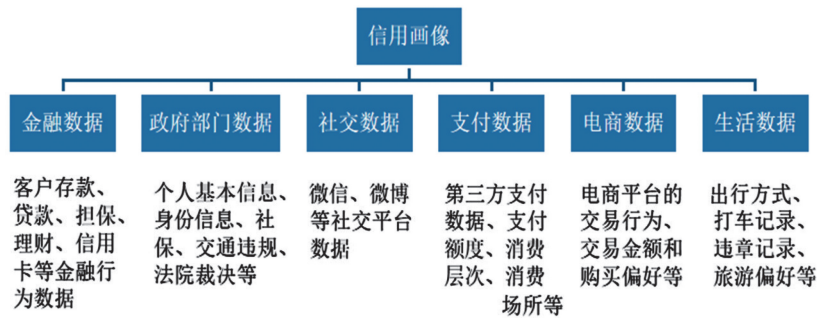 信用画像
金融数据
政府部门数据
社交数据
支付数据
电商数据
生活数据
客户存款、
贷款、担保、
理财、信用
卡等金融行
为数据
个人基本信息、
身份信息、社
保、交通违规、
法院裁决等
微信、微博
等社交平台
数据
第三方支付
数据、支付
额度、消费
层次、消费
场所等
电商平台的
交易行为、
交易金额和
购买偏好等
出行方式、
打车记录、
违章记录、
旅游偏好等